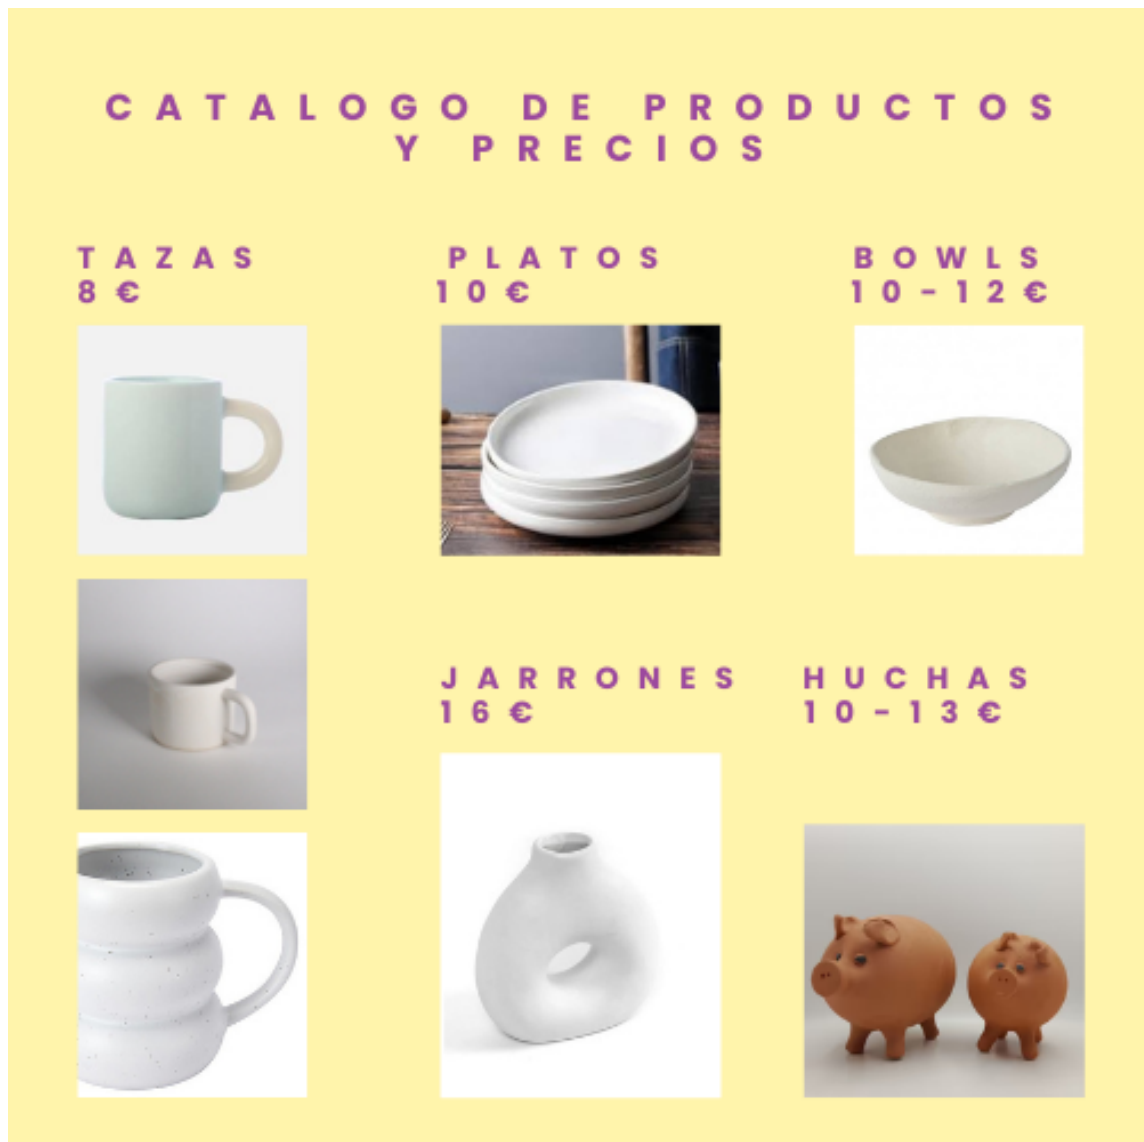 CATALOGO DE PRODUCTOS
Y PRECIOS
TAZAS
8€
PLATOS
10€
BOWLS
10-12€
JARRONES
16€
HUCHAS
10-13€